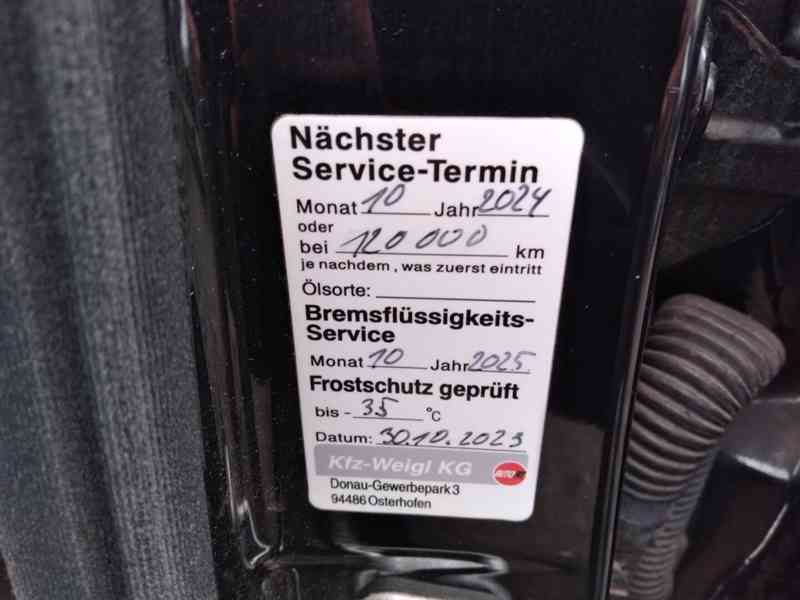 Nächster
Service-Termin
Monat 10 Jahr 2024
oder
bei 120 000 km
je nachdem, was zuerst eintritt
Ölsorte:
Bremsflüssigkeits-
Service
Monat 10 Jahr 2025
Frostschutz geprüft
bis - 35 °C
Datum: 30.10.2023
Kfz-Weigl KG
Donau-Gewerbepark 3
94486 Osterhofen